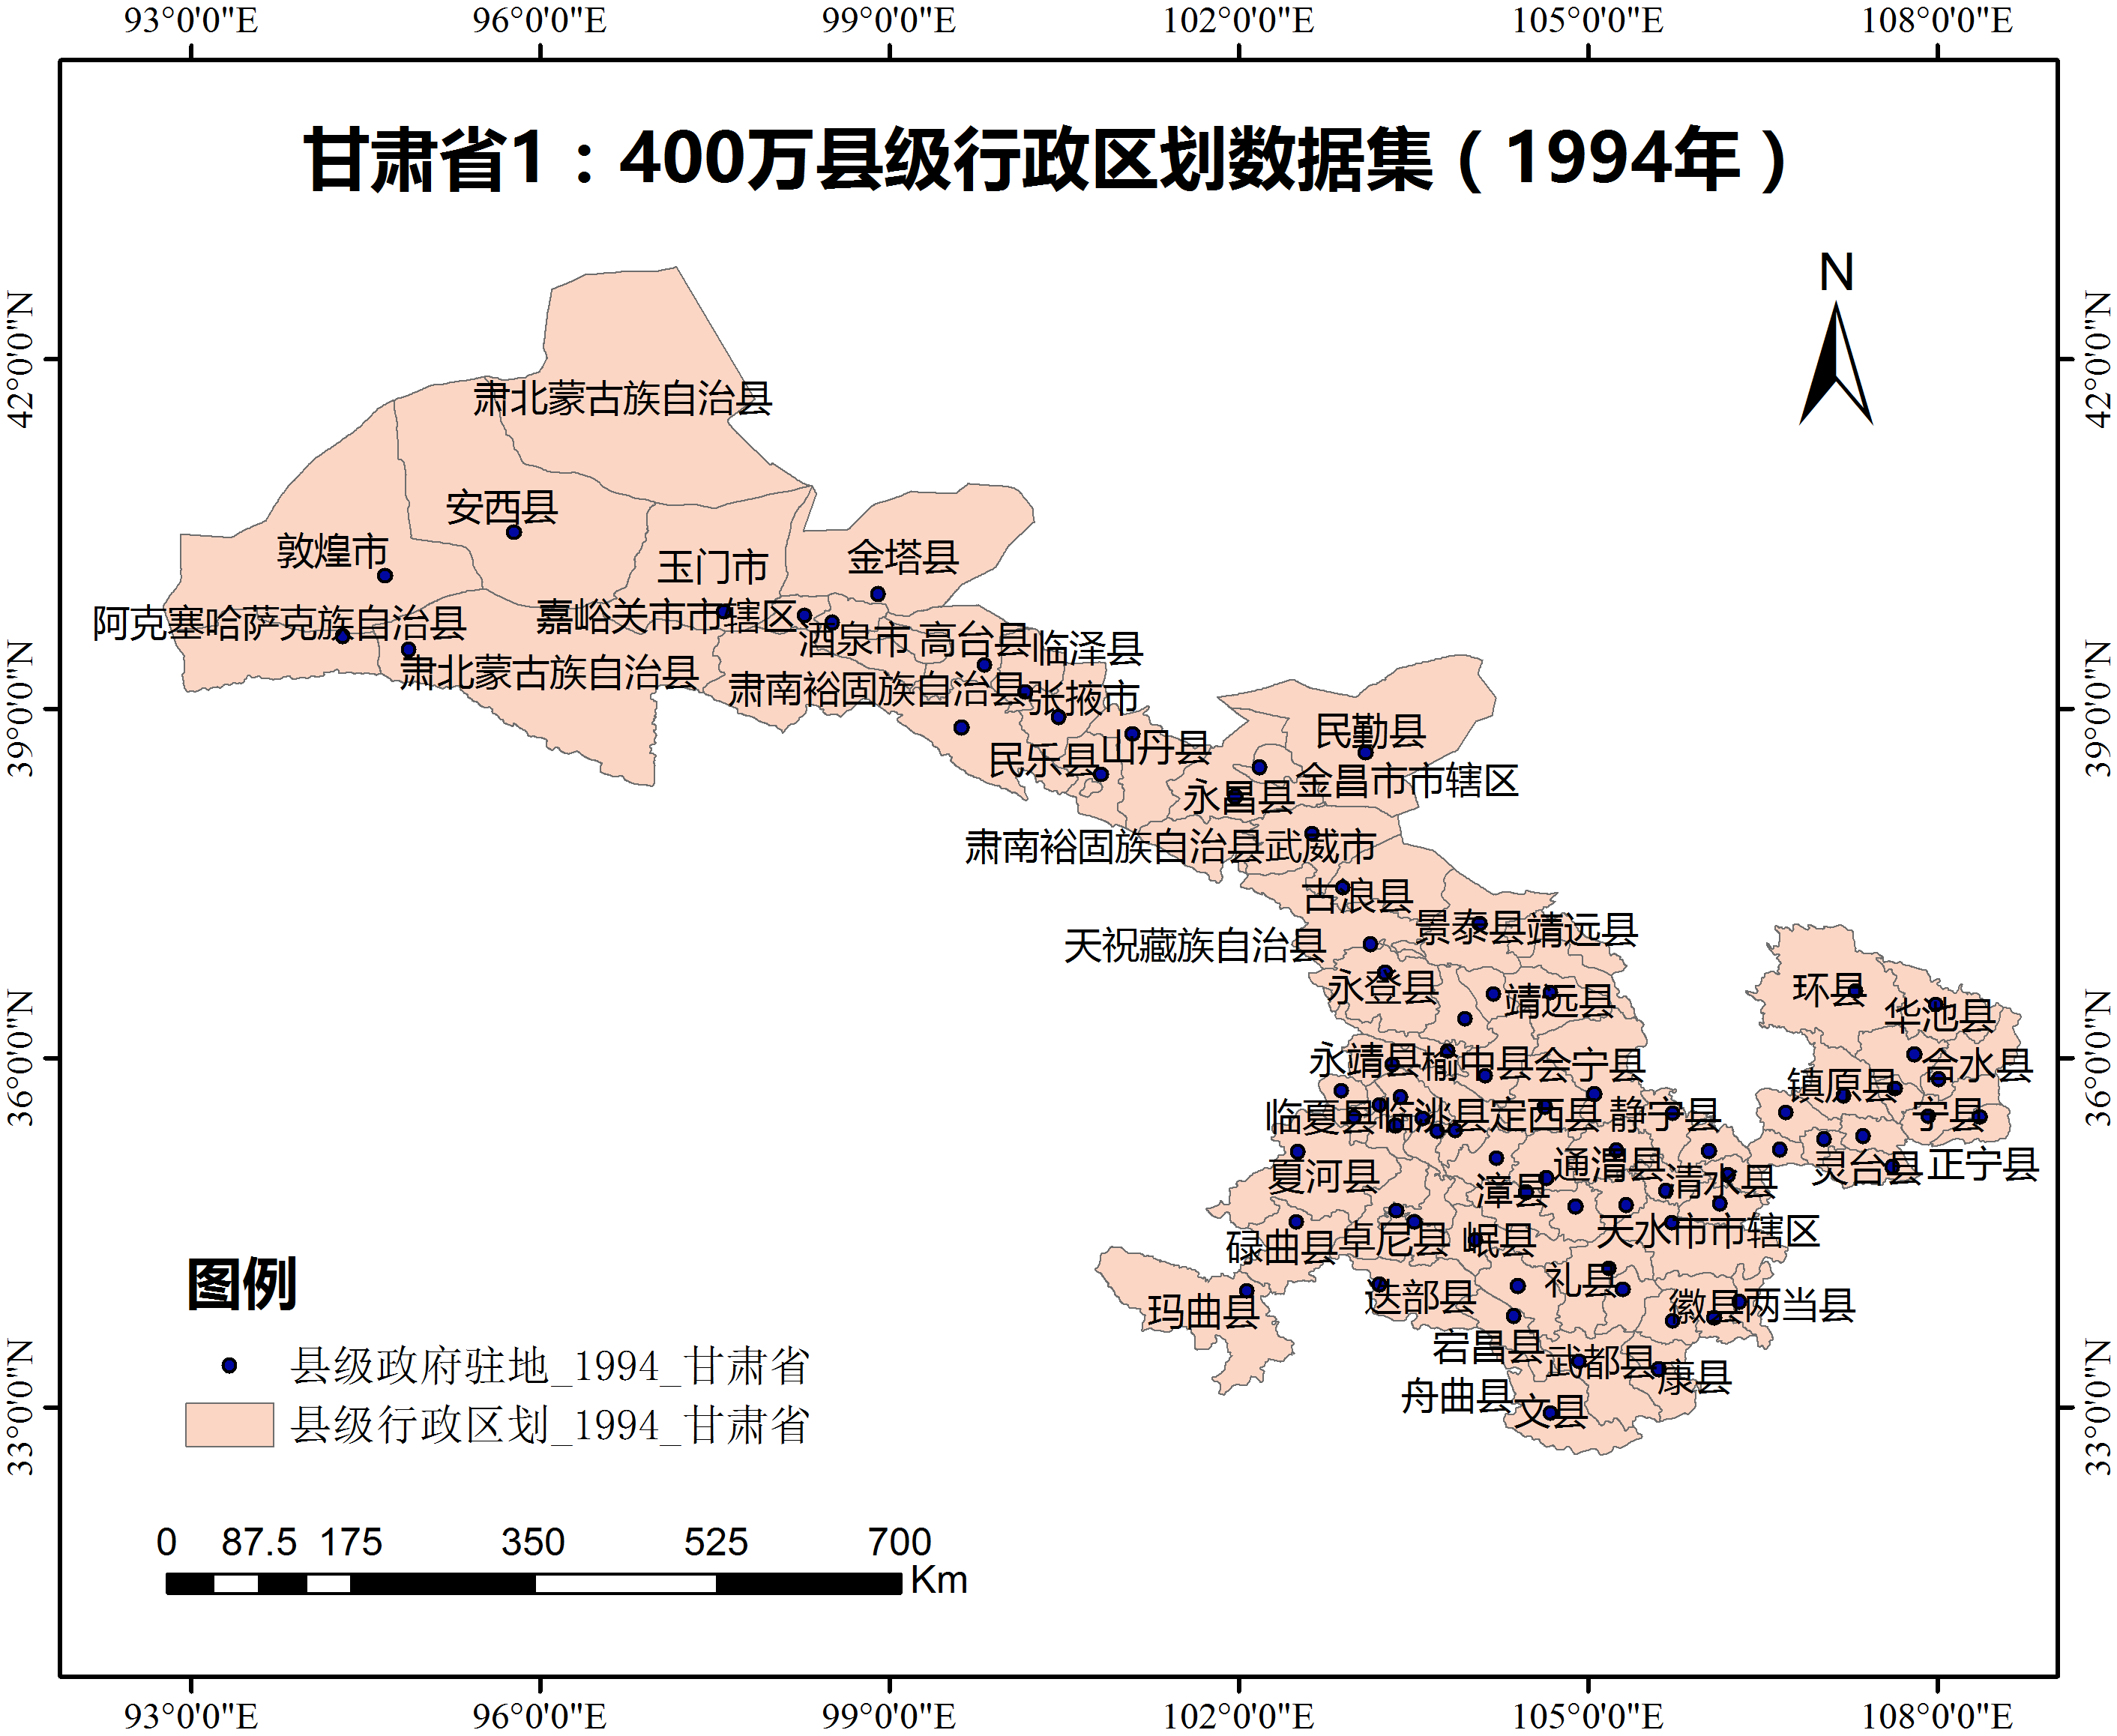 93°0'0"E 96°0'0"E 99°0'0"E 102°0'0"E 105°0'0"E 108°0'0"E
甘肃省1：400万县级行政区划数据集（1994年）
N
42°0'0"N 42°0'0"N
肃北蒙古族自治县
安西县
敦煌市
玉门市
金塔县
嘉峪关市市辖区
阿克塞哈萨克族自治县
酒泉市
高台县
临泽县
肃北蒙古族自治县
肃南裕固族自治县
张掖市
39°0'0"N 39°0'0"N
民勤县
山丹县
民乐县
金昌市市辖区
永昌县
肃南裕固族自治县
武威市
古浪县
景泰县
靖远县
天祝藏族自治县
永登县
靖远县
环县
华池县
36°0'0"N 36°0'0"N
永靖县
榆中县
会宁县
合水县
镇原县
临夏县
临洮县
定西县
静宁县
宁县
夏河县
通渭县
清水县
灵台县
正宁县
漳县
天水市市辖区
碌曲县
卓尼县
岷县
礼县
玛曲县
迭部县
徽县
两当县
宕昌县
武都县
康县
舟曲县
文县
33°0'0"N 33°0'0"N
图例
县级政府驻地_1994_甘肃省
县级行政区划_1994_甘肃省
0 87.5 175 350 525 700
Km
93°0'0"E 96°0'0"E 99°0'0"E 102°0'0"E 105°0'0"E 108°0'0"E